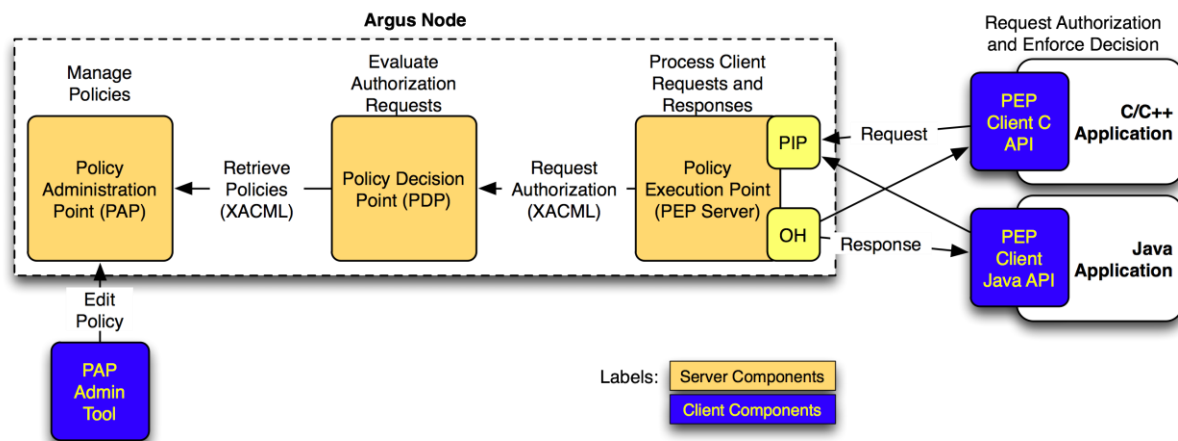 Argus Node
Manage
Policies
Evaluate
Authorization
Requests
Process Client
Requests and
Responses
Request Authorization
and Enforce Decision
Policy
Administration
Point (PAP)
Retrieve
Policies
(XACML)
Policy Decision
Point (PDP)
Request
Authorization
(XACML)
Policy
Execution Point
(PEP Server)
PIP
OH
Request
Response
PEP
Client C
API
C/C++
Application
PEP
Client
Java API
Java
Application
Edit
Policy
PAP
Admin
Tool
Labels:
Server Components
Client Components